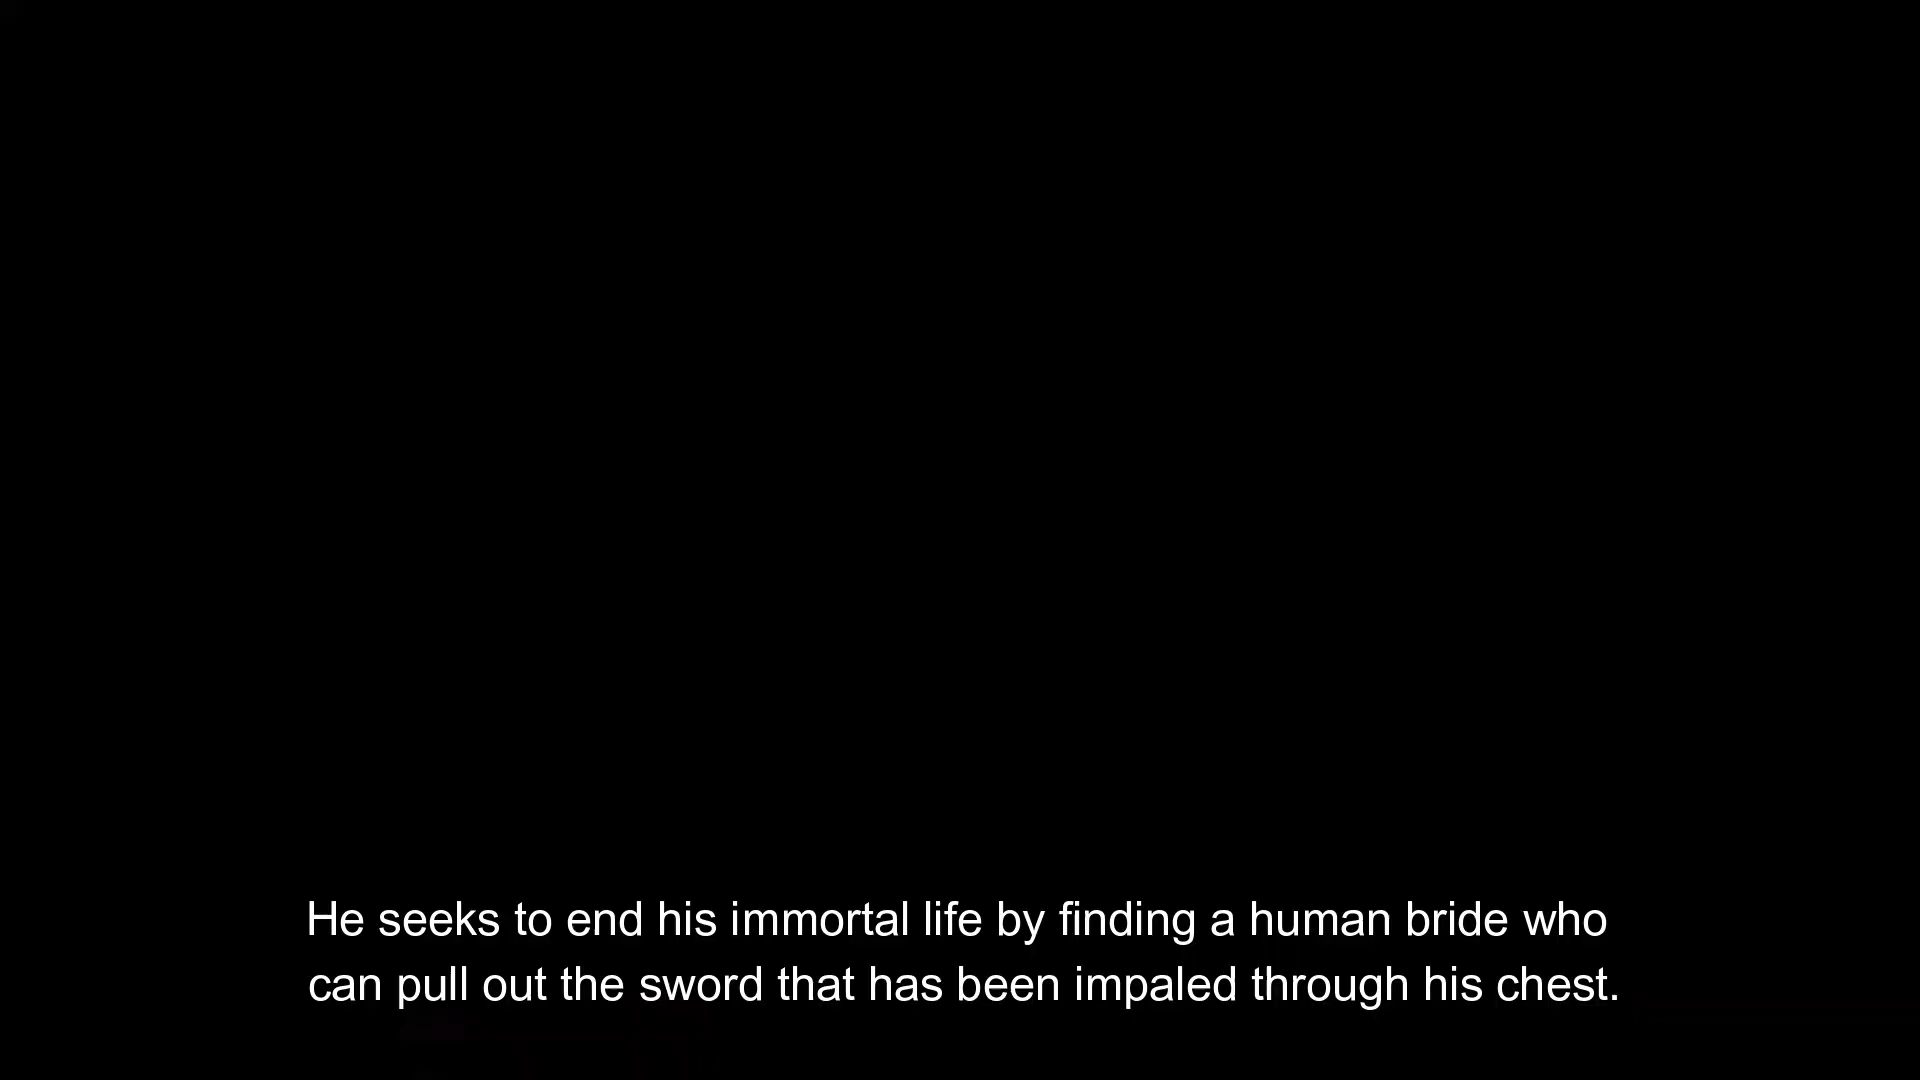 He seeks to end his immortal life by finding a human bride who
can pull out the sword that has been impaled through his chest.